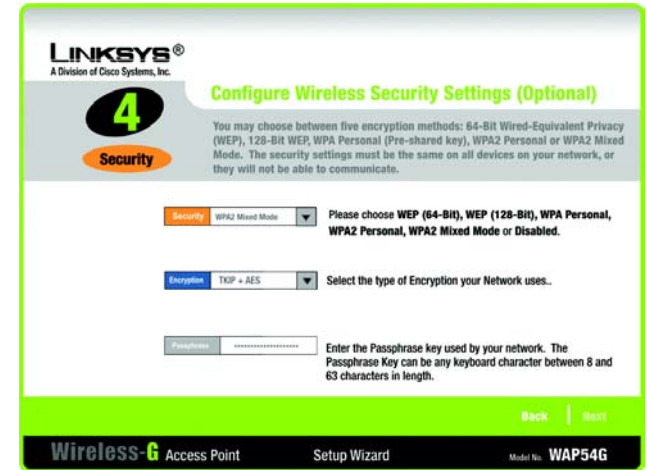 LINKSYS®
A Division of Cisco Systems, Inc.
4
Security
Configure Wireless Security Settings (Optional)
You may choose between five encryption methods: 64-Bit Wired-Equivalent Privacy
(WEP), 128-Bit WEP, WPA Personal (Pre-shared key), WPA2 Personal or WPA2 Mixed
Mode. The security settings must be the same on all devices on your network, or
they will not be able to communicate.
Security WPA2 Mixed Mode
Please choose WEP (64-Bit), WEP (128-Bit), WPA Personal,
WPA2 Personal, WPA2 Mixed Mode or Disabled.
Encryption TKIP + AES
Select the type of Encryption your Network uses..
Passphrase ********************
Enter the Passphrase key used by your network. The
Passphrase Key can be any keyboard character between 8 and
63 characters in length.
Back Next
Wireless-G Access Point Setup Wizard Model No. WAP54G